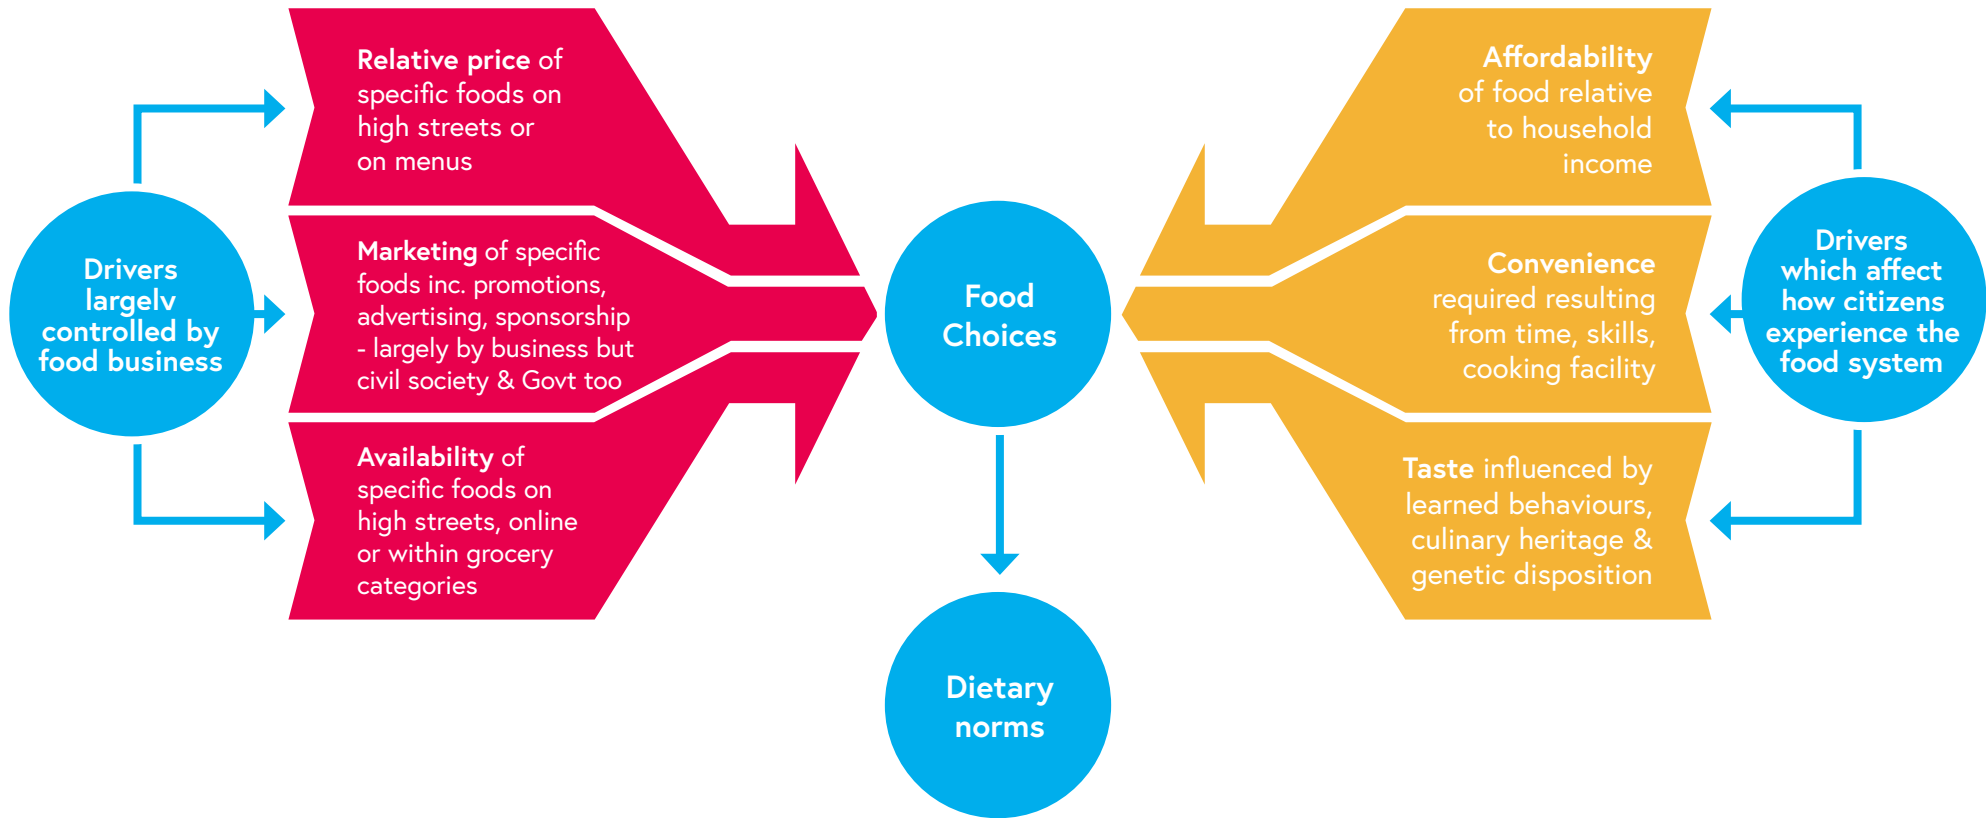 Drivers
largely
controlled by
food business
Relative price of
specific foods on
high streets or
on menus
Marketing of specific
foods inc. promotions,
advertising, sponsorship
- largely by business but
civil society & Govt too
Availability of
specific foods on
high streets, online
or within grocery
categories
Food
Choices
Dietary
norms
Affordability
of food relative
to household
income
Convenience
required resulting
from time, skills,
cooking facility
Taste influenced by
learned behaviours,
culinary heritage &
genetic disposition
Drivers
which affect
how citizens
experience the
food system